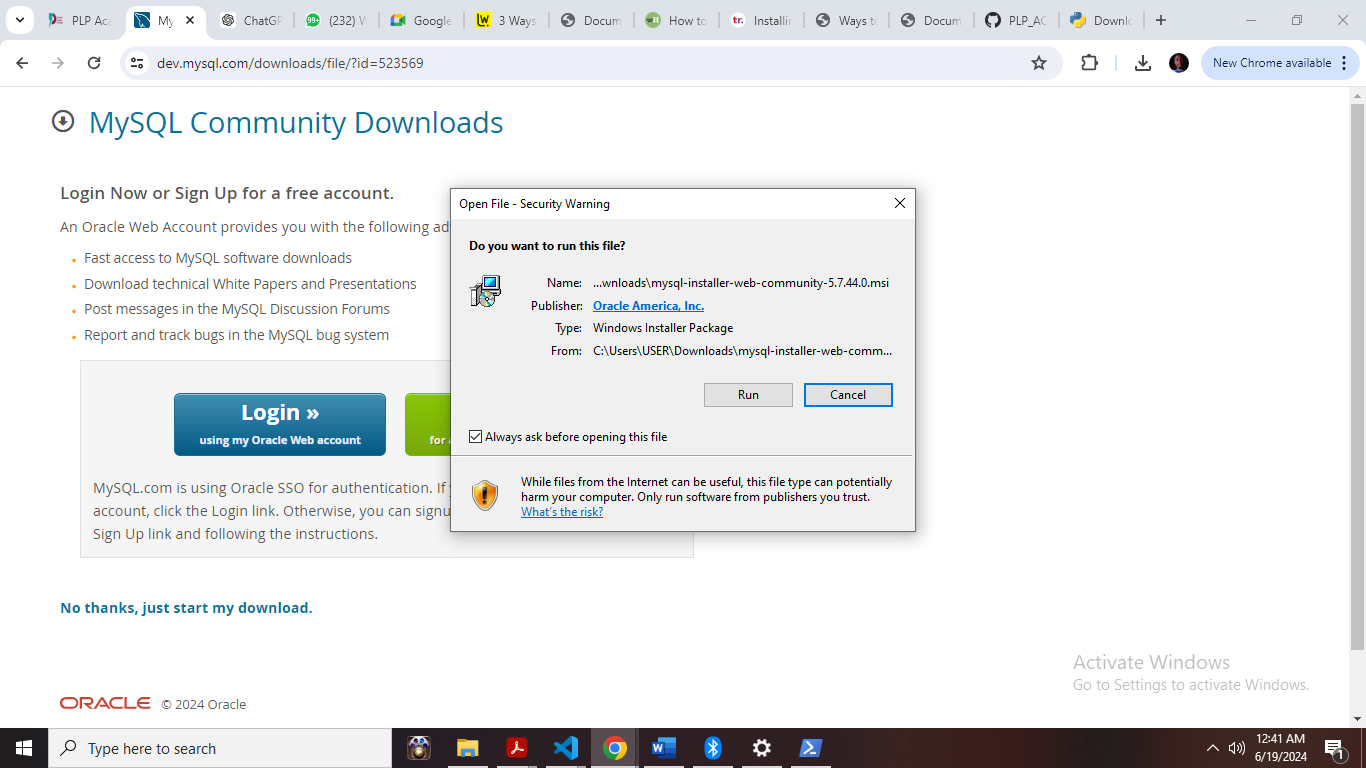 PLP Aca
My
ChatGP
(232) W
Google
3 Ways
Docum
How to
Installin
Ways to
Docum
PLP_AC
Downlo
dev.mysql.com/downloads/file/?id=523569
New Chrome available
MySQL Community Downloads
Login Now or Sign Up for a free account.
An Oracle Web Account provides you with the following ad
Fast access to MySQL software downloads
Download technical White Papers and Presentations
Post messages in the MySQL Discussion Forums
Report and track bugs in the MySQL bug system
Login »
using my Oracle Web account
for a
MySQL.com is using Oracle SSO for authentication. If y
account, click the Login link. Otherwise, you can signu
Sign Up link and following the instructions.
No thanks, just start my download.
ORACLE © 2024 Oracle
Open File - Security Warning
Do you want to run this file?
Name: ...wnloads\mysql-installer-web-community-5.7.44.0.msi
Publisher: Oracle America, Inc.
Type: Windows Installer Package
From: C:\Users\USER\Downloads\mysql-installer-web-comm...
Run
Cancel
Always ask before opening this file
While files from the Internet can be useful, this file type can potentially
harm your computer. Only run software from publishers you trust.
What's the risk?
Activate Windows
Go to Settings to activate Windows.
Type here to search
12:41 AM
6/19/2024
1